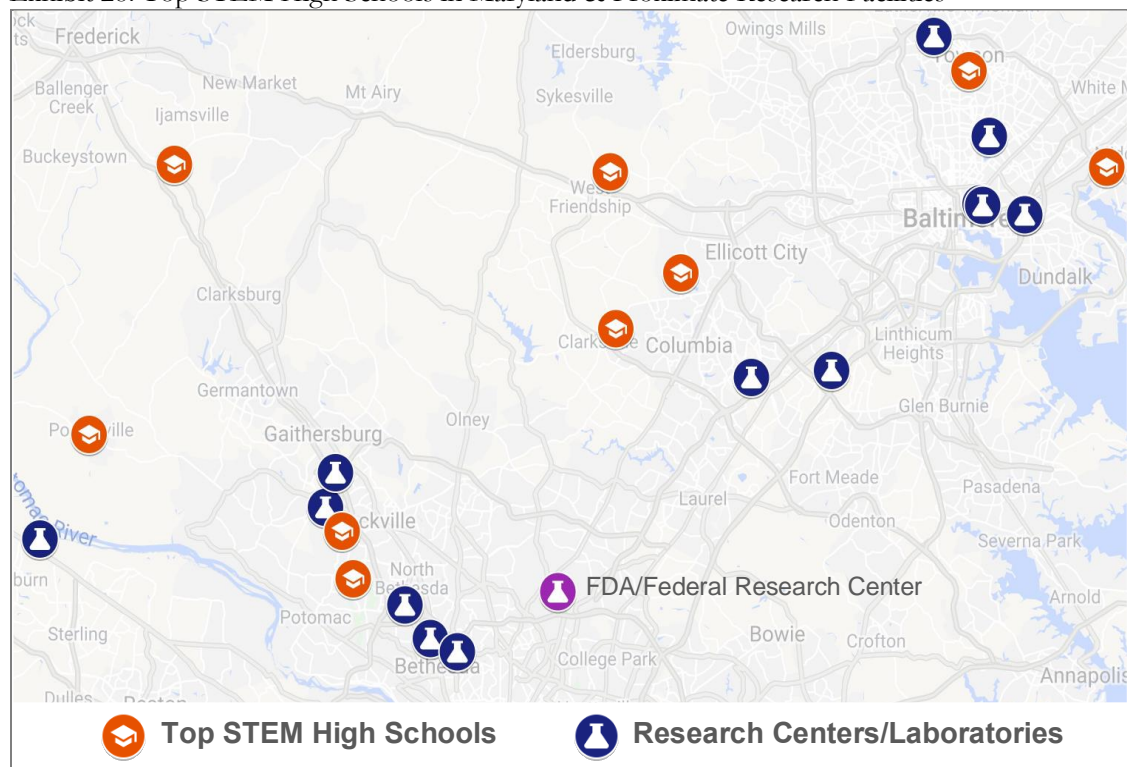 Frederick
Owings Mills
Eldersburg
New Market
Mt Airy
Sykesville
White M
Ballenger
Creek
Ijamsville
Buckeystown
West
Friendship
Ellicott City
Dundalk
Clarksburg
Columbia
Linthicum
Heights
Germantown
Glen Burnie
Olney
Gaithersburg
Fort Meade
Pasadena
Laurel
Odenton
Severna Park
North
Bethesda
FDA/Federal Research Center
Potomac
Arnold
Sterling
Bowie
Crofton
College Park
Annapolis
Dulles
Top STEM High Schools
Research Centers/Laboratories